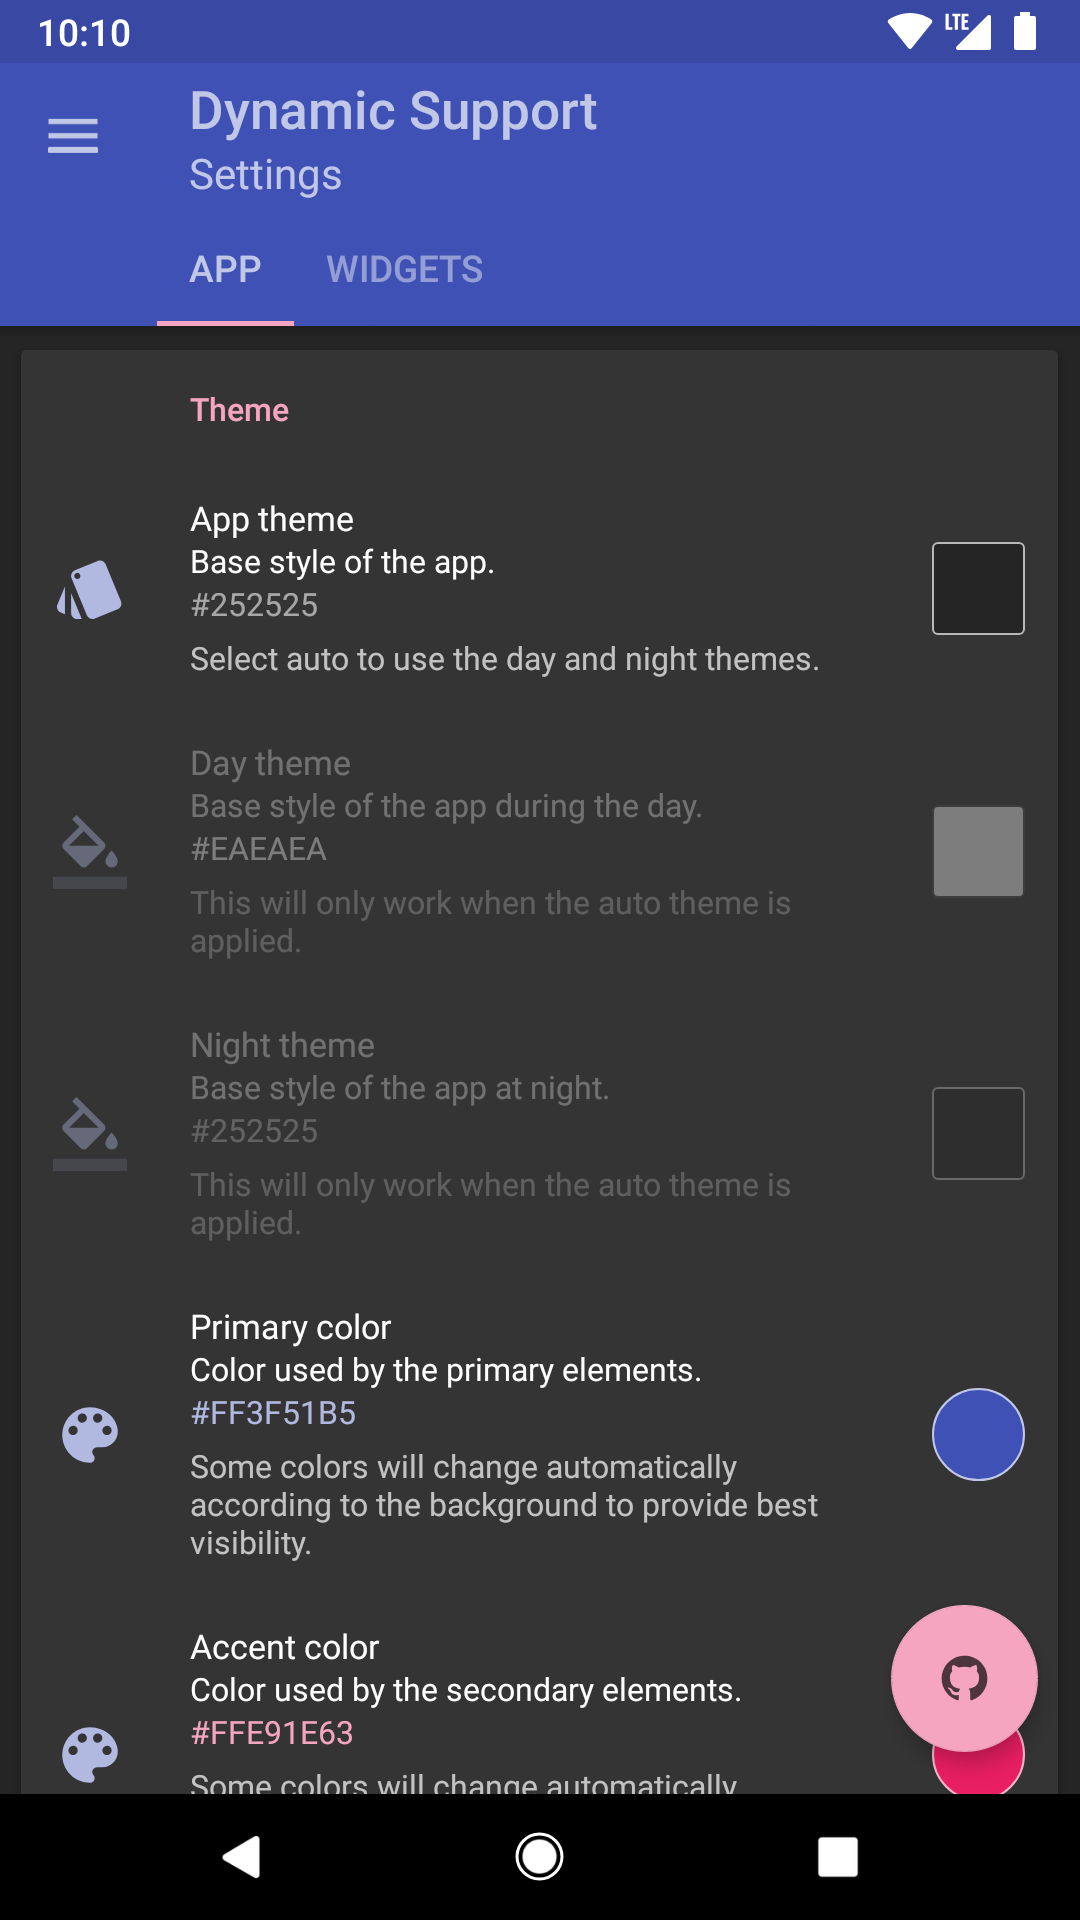 10:10
LTE
Dynamic Support
Settings
APP
WIDGETS
Theme
App theme
Base style of the app.
#252525
Select auto to use the day and night themes.
Day theme
Base style of the app during the day.
#EAEAEA
This will only work when the auto theme is
applied.
Night theme
Base style of the app at night.
#252525
This will only work when the auto theme is
applied.
Primary color
Color used by the primary elements.
#FF3F51B5
Some colors will change automatically
according to the background to provide best
visibility.
Accent color
Color used by the secondary elements.
#FFE91E63
Some colors will change automatically